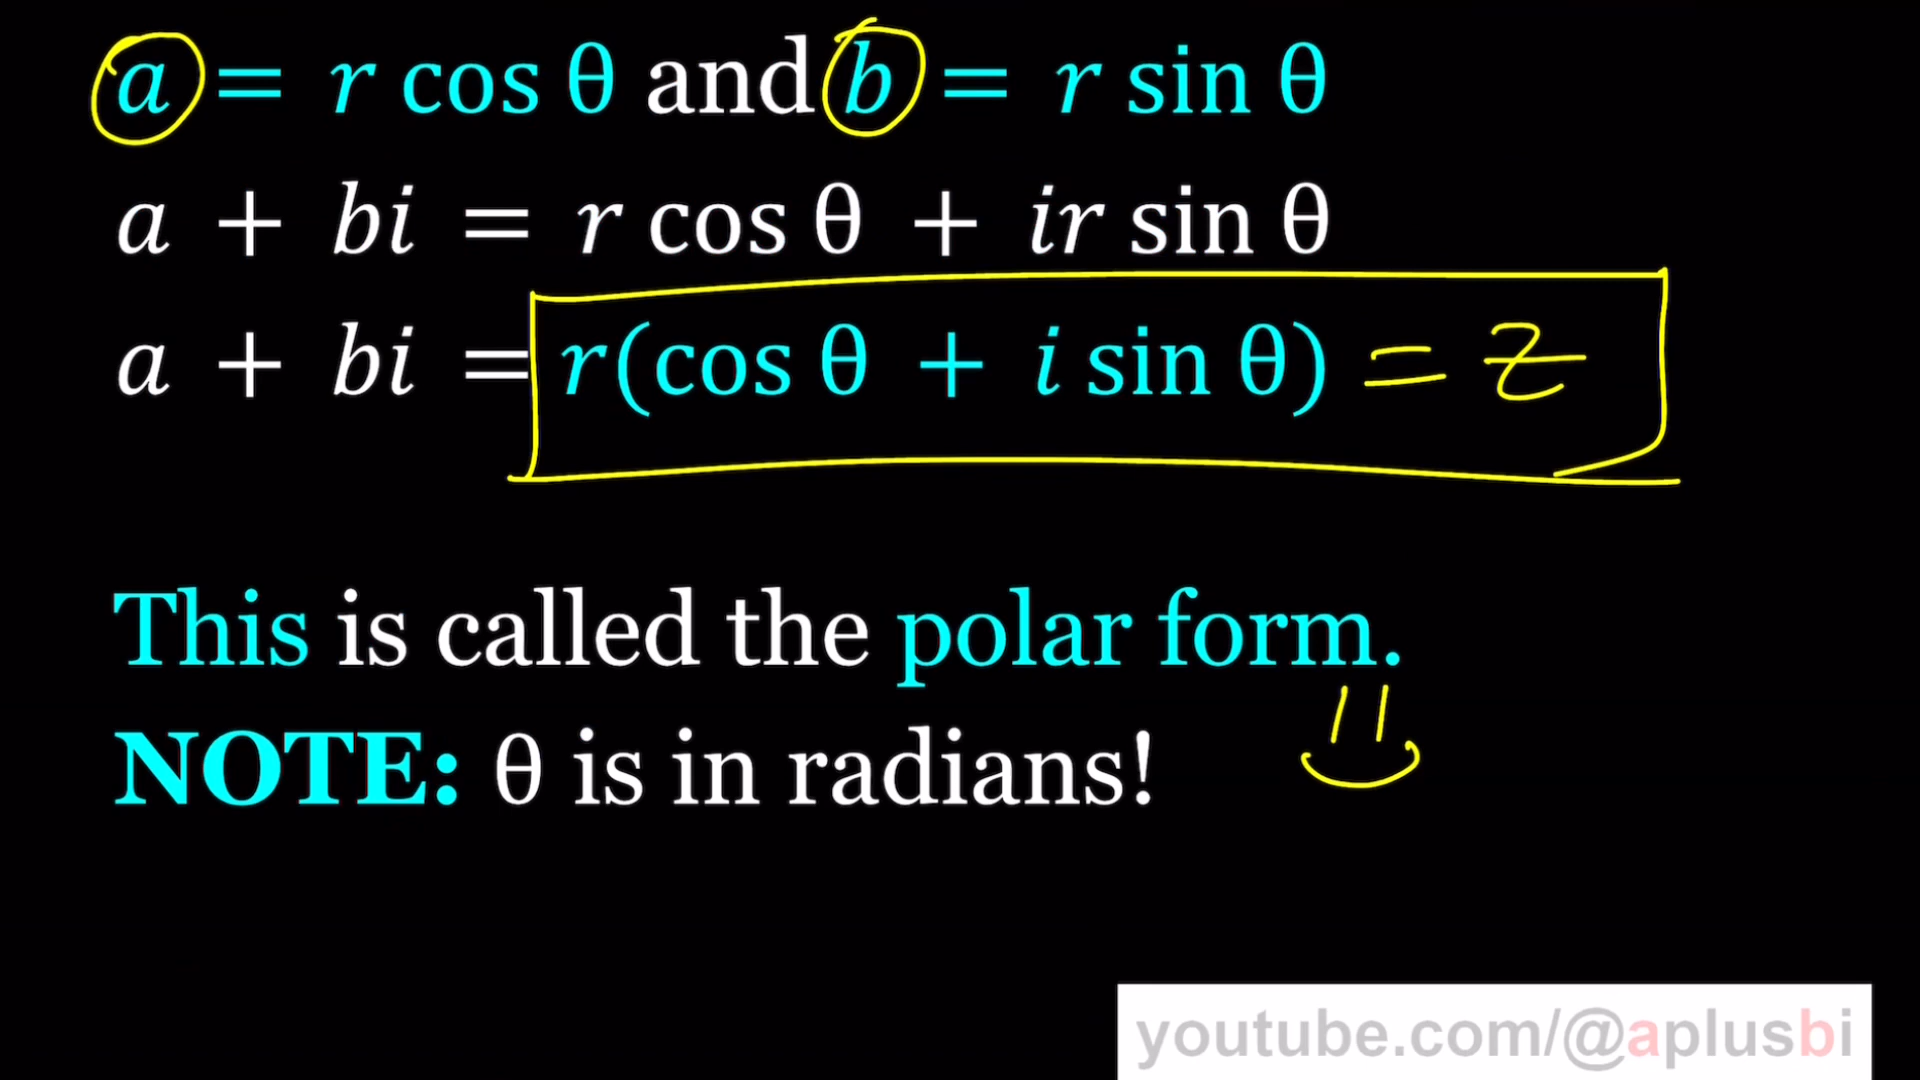 a = r cos θ and b = r sin θ
a + bi = r cos θ + ir sin θ
a + bi = r(cos θ + i sin θ) = z
This is called the polar form.
NOTE: θ is in radians!
youtube.com/@aplusbi